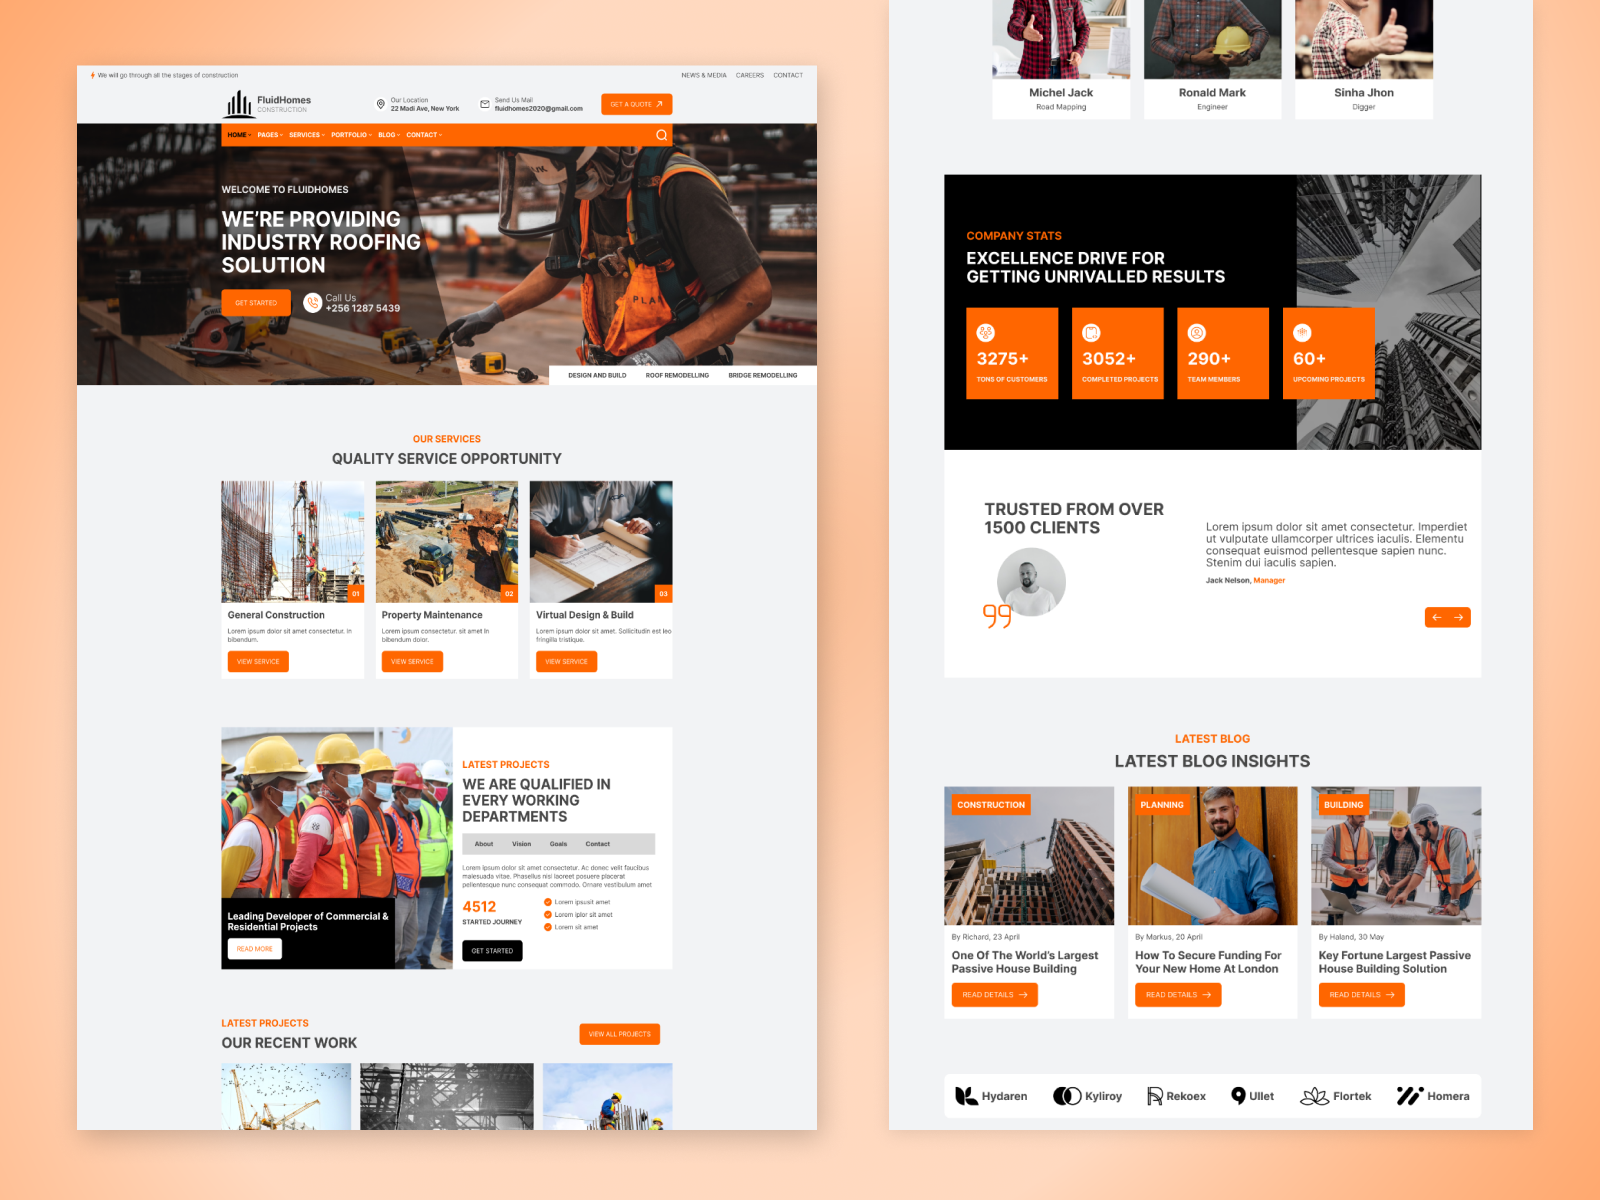 We will go through all the stages of construction
NEWS & MEDIA CAREERS CONTACT
FluidHomes
CONSTRUCTION
Our Location
22 Madi Ave, New York
Send Us Mail
fluidhomes2020@gmail.com
GET A QUOTE
HOME PAGES SERVICES PORTFOLIO BLOG CONTACT
WELCOME TO FLUIDHOMES
WE'RE PROVIDING
INDUSTRY ROOFING
SOLUTION
GET STARTED
Call Us
+256 1287 5439
DESIGN AND BUILD ROOF REMODELLING BRIDGE REMODELLING
OUR SERVICES
QUALITY SERVICE OPPORTUNITY
01
General Construction
Lorem ipsum dolor sit amet consectetur. In
bibendum.
VIEW SERVICE
02
Property Maintenance
Lorem ipsum consectetur. sit amet In
bibendum dolor.
VIEW SERVICE
03
Virtual Design & Build
Lorem ipsum dolor sit amet. Sollicitudin est leo
fringilla tristique.
VIEW SERVICE
Leading Developer of Commercial &
Residential Projects
READ MORE
LATEST PROJECTS
WE ARE QUALIFIED IN
EVERY WORKING
DEPARTMENTS
About Vision Goals Contact
Lorem ipsum dolor sit amet consectetur. Ac donec velit faucibus
malesuada vitae. Phasellus nisl laoreet posuere placerat
pellentesque nunc consequat commodo. Ornare vestibulum amet
4512
STARTED JOURNEY
Lorem ipsusit amet
Lorem iplor sit amet
Lorem sit amet
GET STARTED
LATEST PROJECTS
OUR RECENT WORK
VIEW ALL PROJECTS
Michel Jack
Road Mapping
Ronald Mark
Engineer
Sinha Jhon
Digger
COMPANY STATS
EXCELLENCE DRIVE FOR
GETTING UNRIVALLED RESULTS
3275+
TONS OF CUSTOMERS
3052+
COMPLETED PROJECTS
290+
TEAM MEMBERS
60+
UPCOMING PROJECTS
TRUSTED FROM OVER
1500 CLIENTS
Lorem ipsum dolor sit amet consectetur. Imperdiet
ut vulputate ullamcorper ultrices iaculis. Elementu
consequat euismod pellentesque sapien nunc.
Stenim dui iaculis sapien.
Jack Nelson, Manager
LATEST BLOG
LATEST BLOG INSIGHTS
CONSTRUCTION
By Richard, 23 April
One Of The World's Largest
Passive House Building
READ DETAILS
PLANNING
By Markus, 20 April
How To Secure Funding For
Your New Home At London
READ DETAILS
BUILDING
By Haland, 30 May
Key Fortune Largest Passive
House Building Solution
READ DETAILS
Hydaren
Kyliroy
Rekoex
Ullet
Flortek
Homera